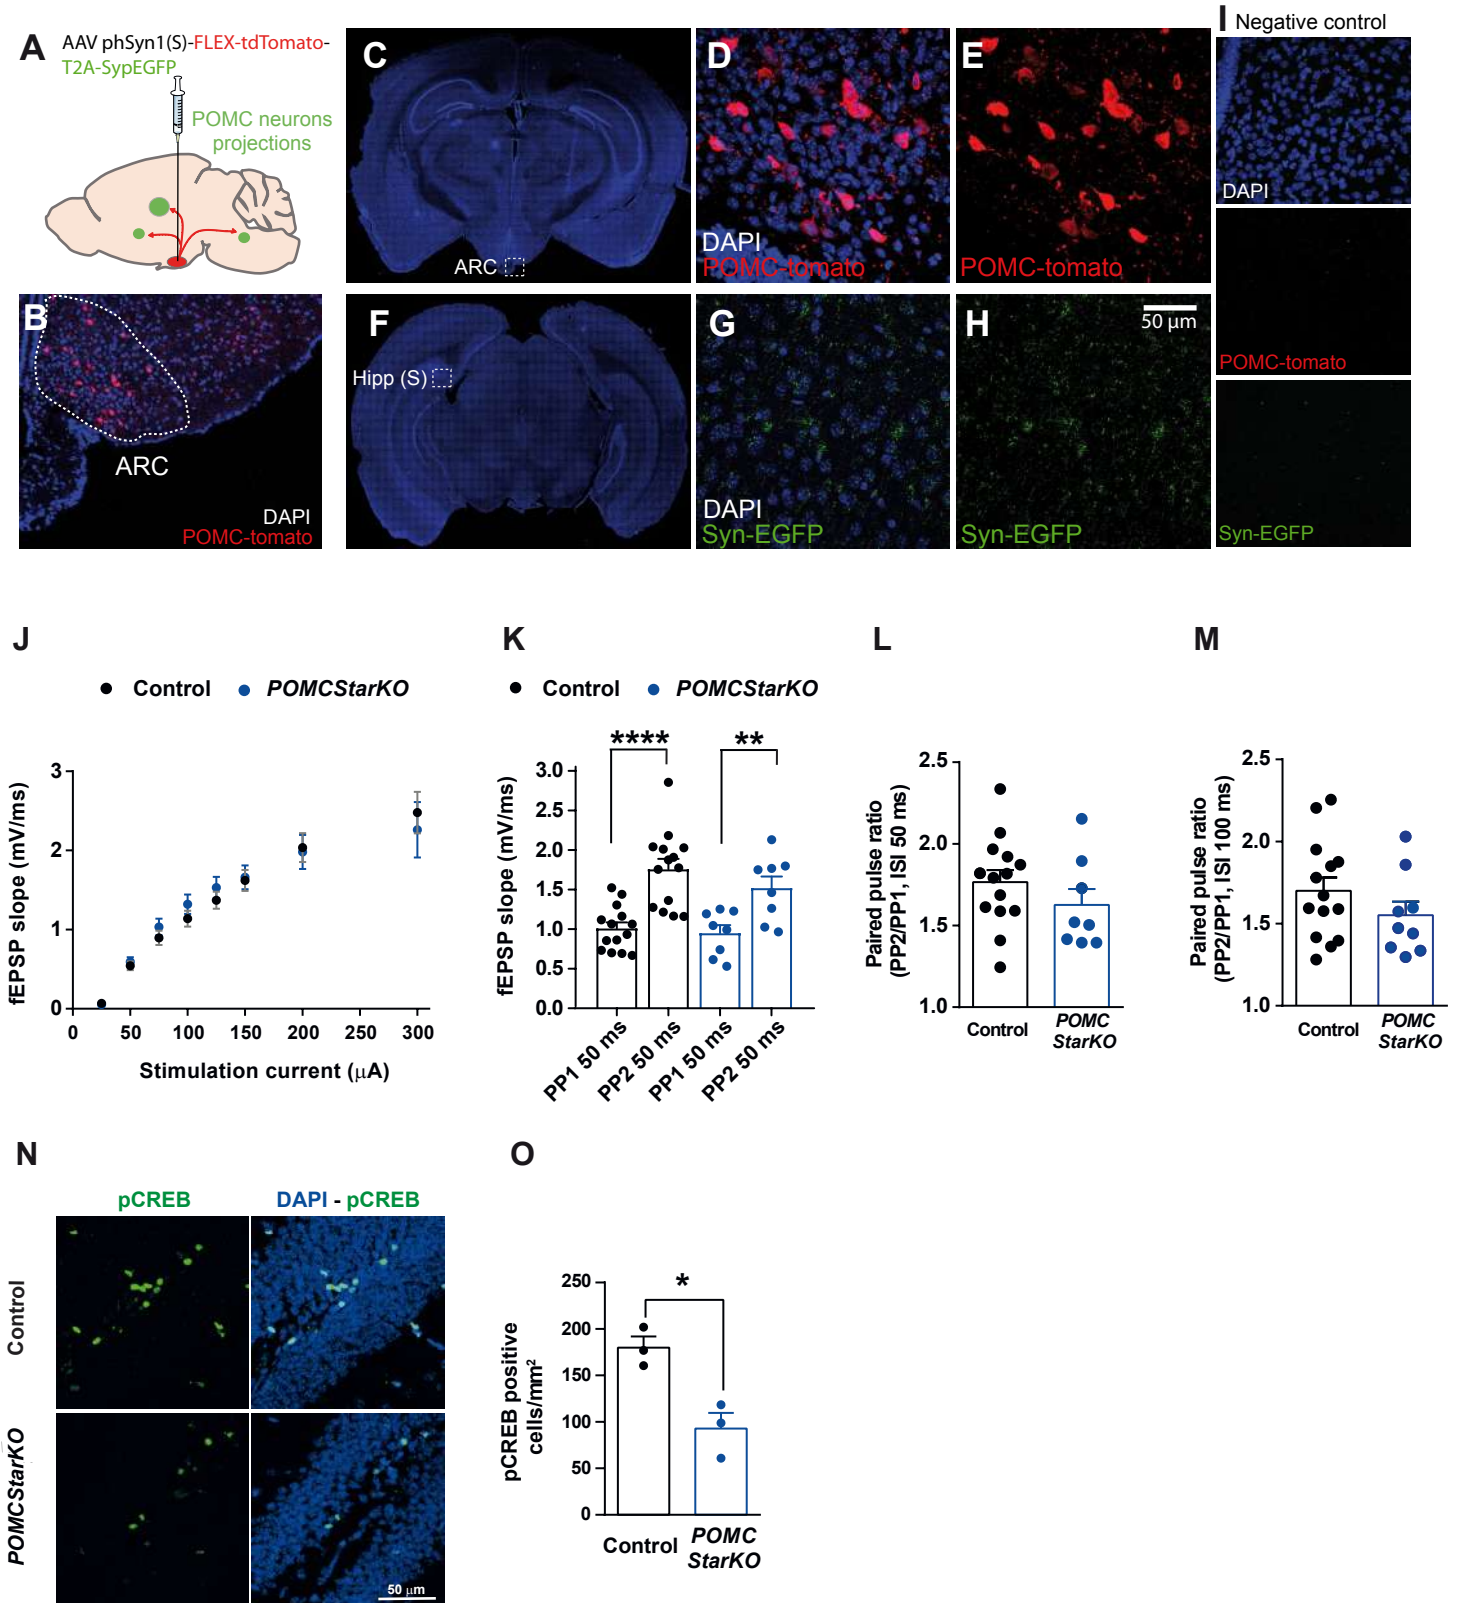 A
AAV phSyn1(S)-FLEX-tdTomato-
T2A-SypEGFP
POMC neurons
projections
B
ARC
DAPI
POMC-tomato
C
ARC
D
DAPI
POMC-tomato
E
POMC-tomato
F
Hipp (S)
G
DAPI
Syn-EGFP
H
50 µm
Syn-EGFP
I Negative control
DAPI
POMC-tomato
Syn-EGFP
J
Control
POMCStarKO
fEPSP slope (mV/ms)
3
2
1
0
0 50 100 150 200 250 300
Stimulation current (µA)
K
Control
POMCStarKO
**** **
fEPSP slope (mV/ms)
3.0
2.5
2.0
1.5
1.0
0.5
0.0
PP1 50 ms
PP2 50 ms
PP1 50 ms
PP2 50 ms
L
Paired pulse ratio
(PP2/PP1, ISI 50 ms)
2.5
2.0
1.5
1.0
Control
POMC
StarKO
M
Paired pulse ratio
(PP2/PP1, ISI 100 ms)
2.5
2.0
1.5
1.0
Control
POMC
StarKO
N
pCREB
DAPI - pCREB
Control
POMCStarKO
50 µm
O
*
pCREB positive
cells/mm²
250
200
150
100
50
0
Control
POMC
StarKO